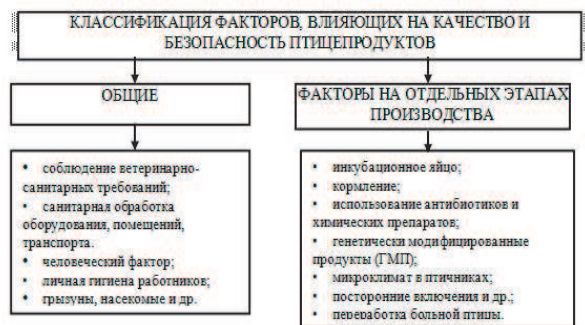 КЛАССИФИКАЦИЯ ФАКТОРОВ, ВЛИЯЮЩИХ НА КАЧЕСТВО И
БЕЗОПАСНОСТЬ ПТИЦЕПРОДУКТОВ
ОБЩИЕ
• соблюдение ветеринарно-
санитарных требований;
• санитарная обработка
оборудования, помещений,
транспорта.
• человеческий фактор;
• личная гигиена работников;
• грызуны, насекомые и др.
ФАКТОРЫ НА ОТДЕЛЬНЫХ ЭТАПАХ
ПРОИЗВОДСТВА
• инкубационное яйцо;
• кормление;
• использование антибиотиков и
химических препаратов;
• генетически модифицированные
продукты (ГМП);
• микроклимат в птичниках;
• посторонние включения и др.;
• переработка больной птицы.